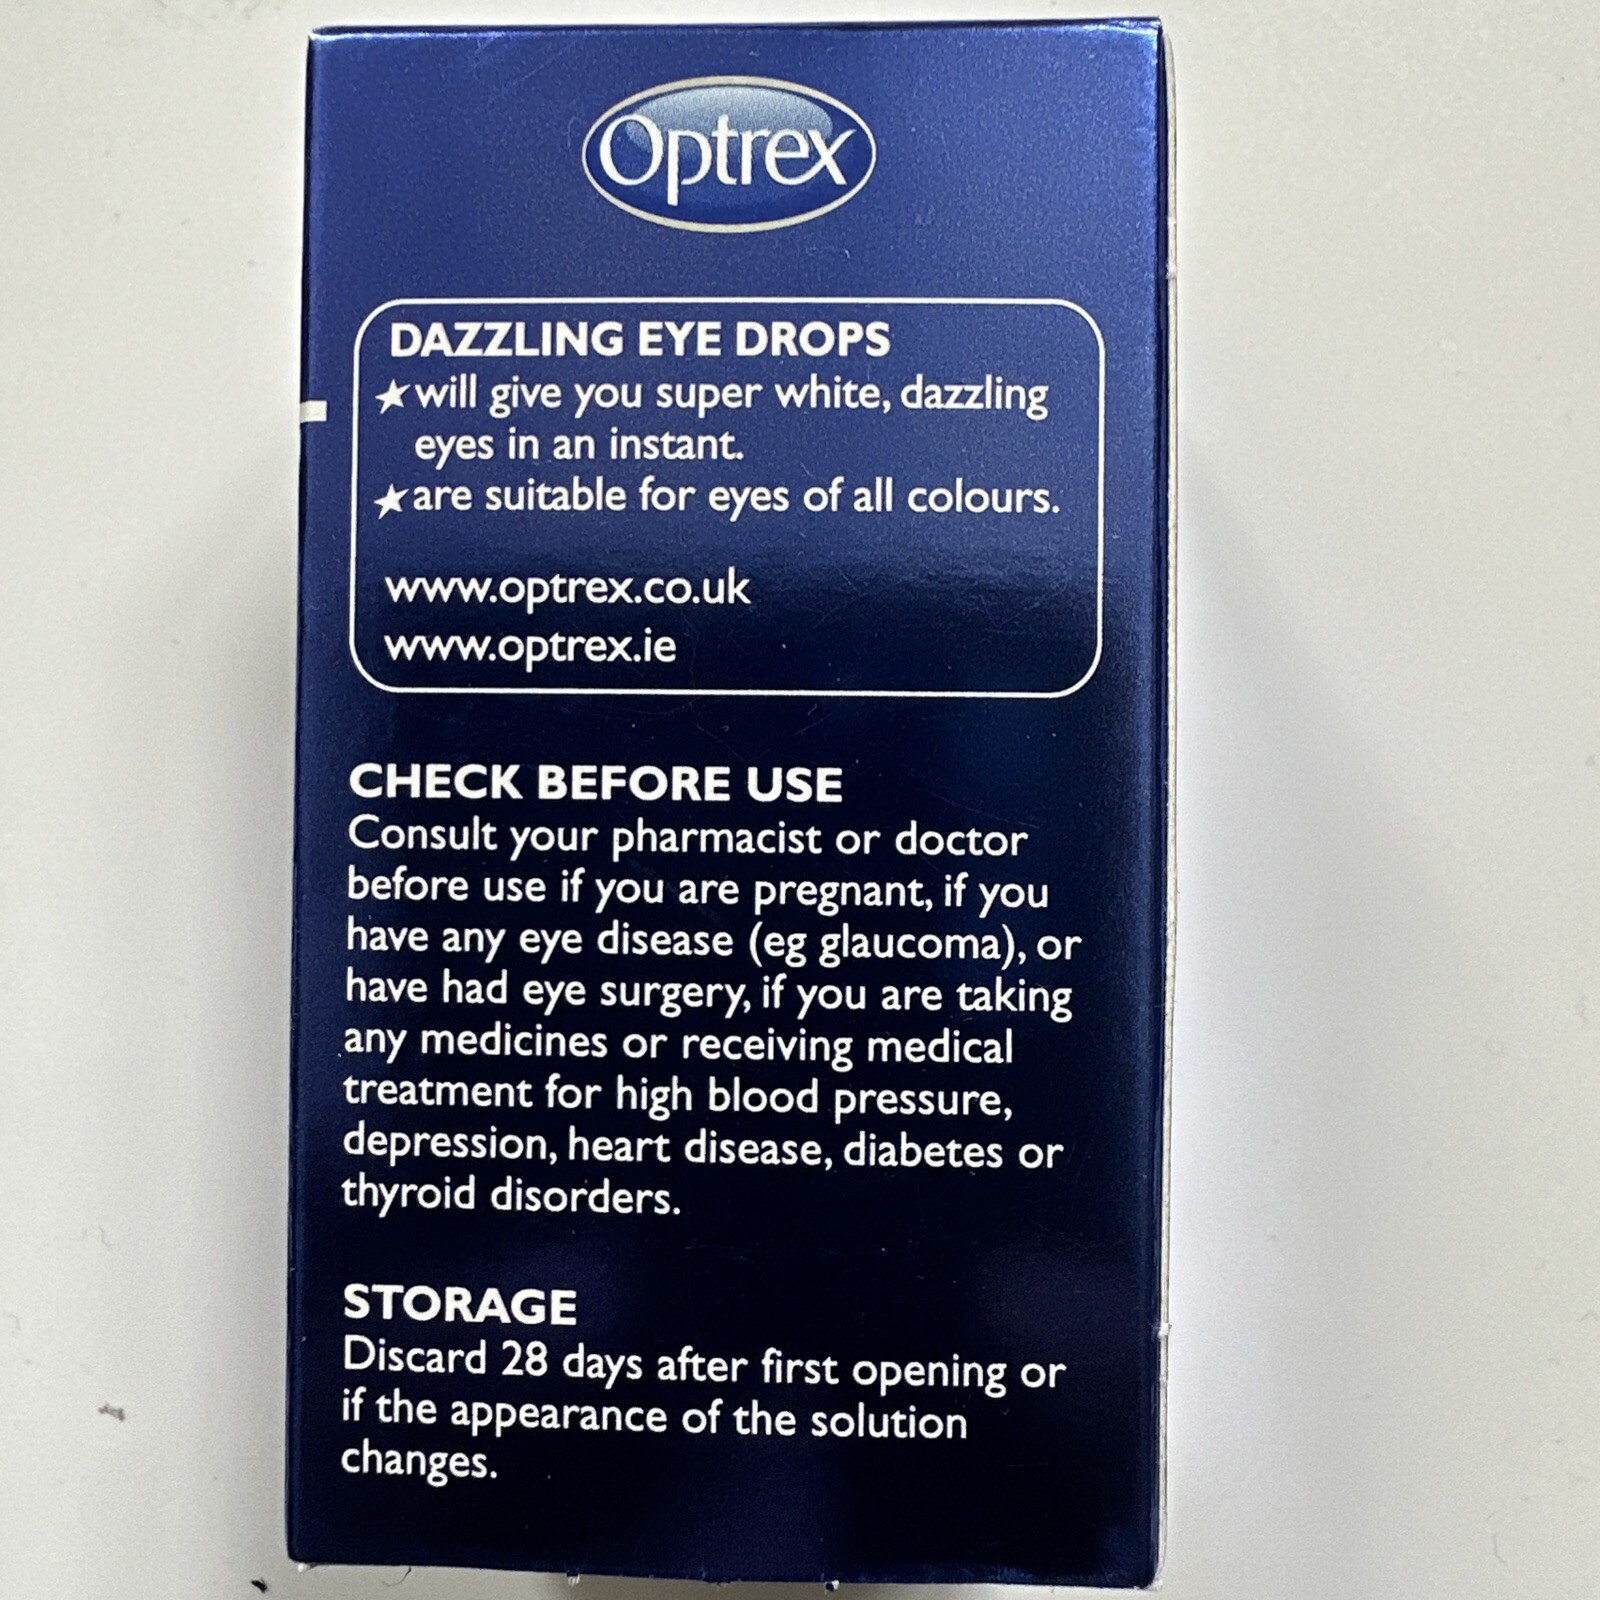 Optrex
DAZZLING EYE DROPS
★will give you super white, dazzling
eyes in an instant.
★are suitable for eyes of all colours.
www.optrex.co.uk
www.optrex.ie
CHECK BEFORE USE
Consult your pharmacist or doctor
before use if you are pregnant, if you
have any eye disease (eg glaucoma), or
have had eye surgery, if you are taking
any medicines or receiving medical
treatment for high blood pressure,
depression, heart disease, diabetes or
thyroid disorders.
STORAGE
Discard 28 days after first opening or
if the appearance of the solution
changes.